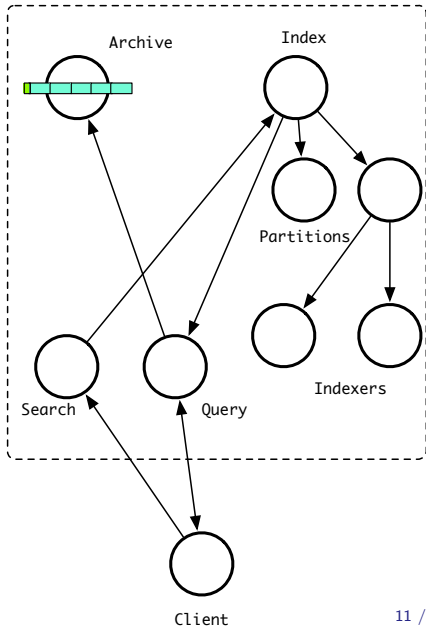 Archive
Index
Partitions
Indexers
Search
Query
Client
11 /